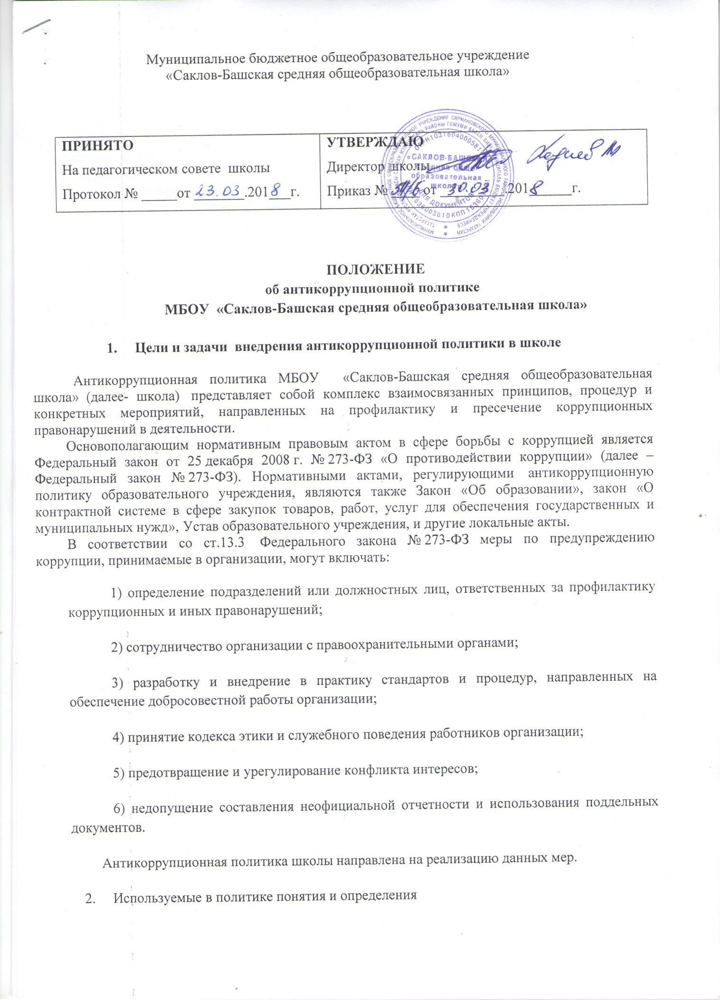 Муниципальное бюджетное общеобразовательное учреждение
«Саклов-Башская средняя общеобразовательная школа»
ПРИНЯТО
На педагогическом совете школы
Протокол № _____от 23.03.2018___г.
УТВЕРЖДАЮ
Директор школы
Приказ № от 30.03.2018______г.
«САКЛОВ-БАШСКАЯ
средняя обще-
образовательная
школа»
ДЛЯ ДОКУМЕНТОВ
ПОЛОЖЕНИЕ
об антикоррупционной политике
МБОУ «Саклов-Башская средняя общеобразовательная школа»
1. Цели и задачи внедрения антикоррупционной политики в школе
Антикоррупционная политика МБОУ «Саклов-Башская средняя общеобразовательная
школа» (далее- школа) представляет собой комплекс взаимосвязанных принципов, процедур и
конкретных мероприятий, направленных на профилактику и пресечение коррупционных
правонарушений в деятельности.
Основополагающим нормативным правовым актом в сфере борьбы с коррупцией является
Федеральный закон от 25 декабря 2008 г. № 273-ФЗ «О противодействии коррупции» (далее –
Федеральный закон № 273-ФЗ). Нормативными актами, регулирующими антикоррупционную
политику образовательного учреждения, являются также Закон «Об образовании», закон «О
контрактной системе в сфере закупок товаров, работ, услуг для обеспечения государственных и
муниципальных нужд», Устав образовательного учреждения, и другие локальные акты.
В соответствии со ст.13.3 Федерального закона № 273-ФЗ меры по предупреждению
коррупции, принимаемые в организации, могут включать:
1) определение подразделений или должностных лиц, ответственных за профилактику
коррупционных и иных правонарушений;
2) сотрудничество организации с правоохранительными органами;
3) разработку и внедрение в практику стандартов и процедур, направленных на
обеспечение добросовестной работы организации;
4) принятие кодекса этики и служебного поведения работников организации;
5) предотвращение и урегулирование конфликта интересов;
6) недопущение составления неофициальной отчетности и использования поддельных
документов.
Антикоррупционная политика школы направлена на реализацию данных мер.
2. Используемые в политике понятия и определения